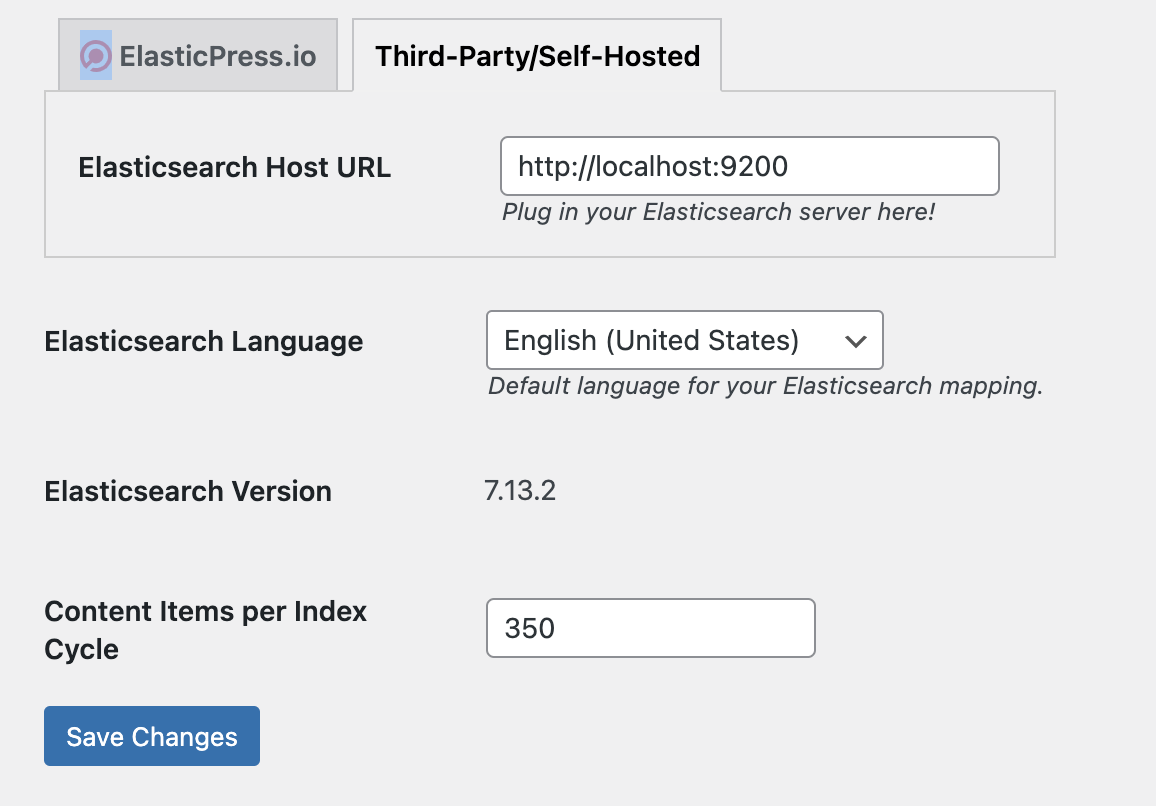 ElasticPress.io
Third-Party/Self-Hosted
Elasticsearch Host URL
http://localhost:9200
Plug in your Elasticsearch server here!
Elasticsearch Language
English (United States)
Default language for your Elasticsearch mapping.
Elasticsearch Version
7.13.2
Content Items per Index
Cycle
350
Save Changes